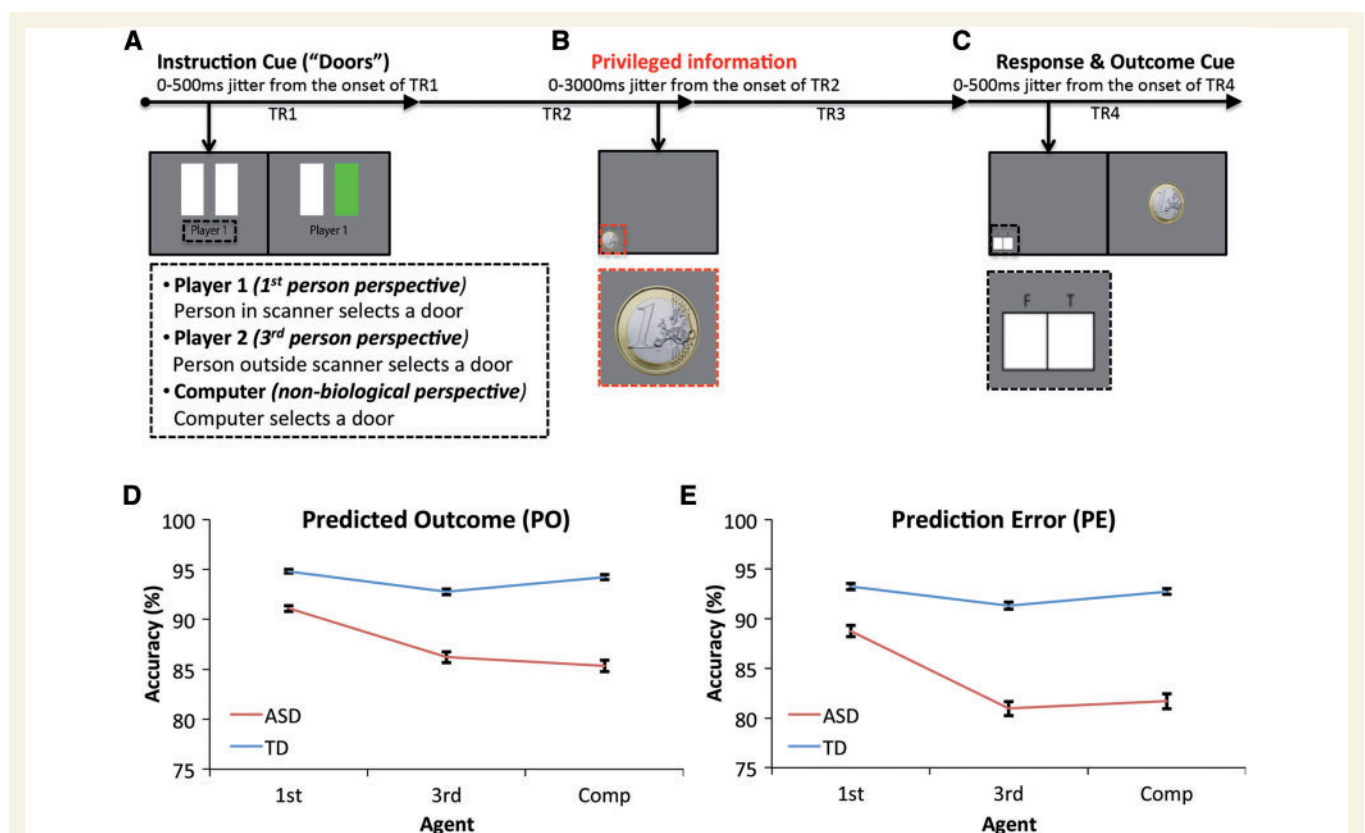 A
Instruction Cue ("Doors")
0-500ms jitter from the onset of TR1
B
Privileged information
0-3000ms jitter from the onset of TR2
C
Response & Outcome Cue
0-500ms jitter from the onset of TR4
TR1
TR2
TR3
TR4
Player 1
Player 1
1
1
1
F T
• Player 1 (1st person perspective)
Person in scanner selects a door
• Player 2 (3rd person perspective)
Person outside scanner selects a door
• Computer (non-biological perspective)
Computer selects a door
D
Predicted Outcome (PO)
Accuracy (%)
100
95
90
85
80
75
ASD
TD
1st 3rd Comp
Agent
E
Prediction Error (PE)
Accuracy (%)
100
95
90
85
80
75
ASD
TD
1st 3rd Comp
Agent